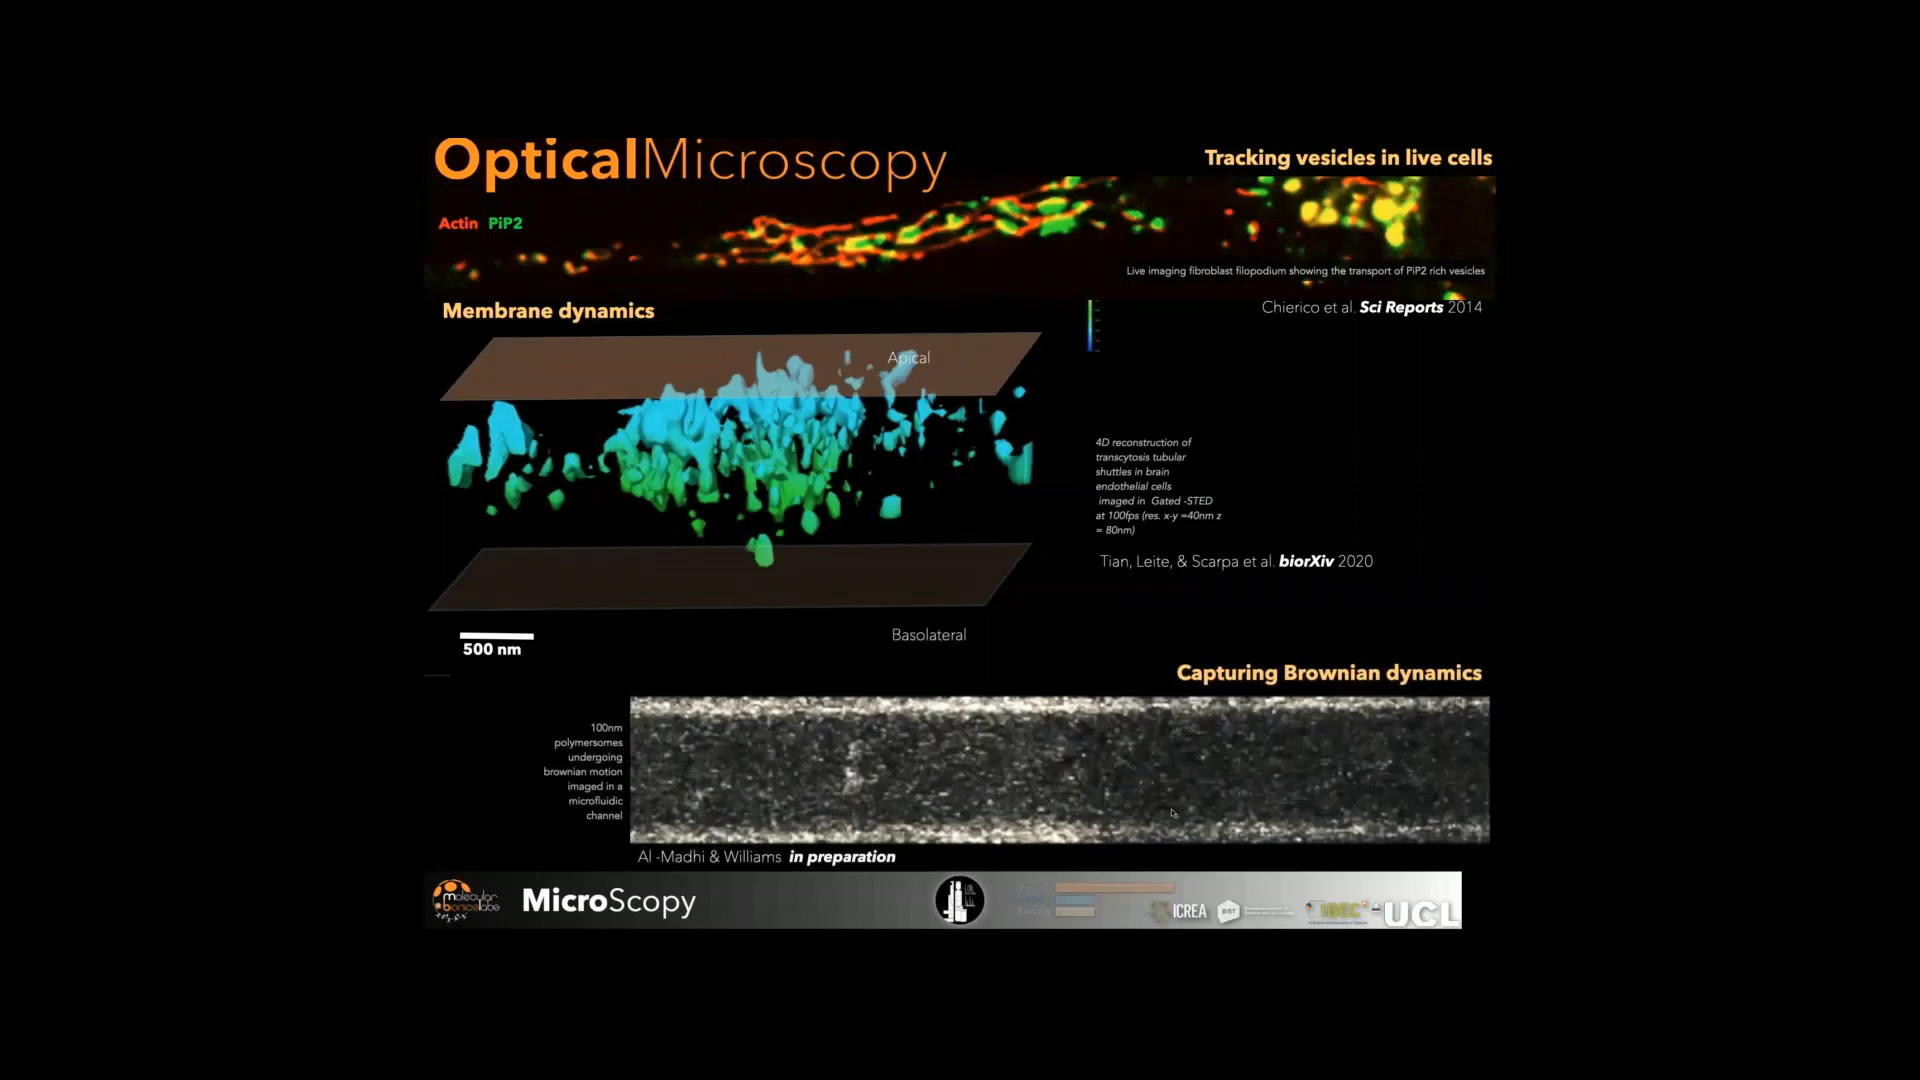 OpticalMicroscopy
Tracking vesicles in live cells
Actin PiP2
Live imaging fibroblast filopodium showing the transport of PiP2 rich vesicles
Chierico et al. Sci Reports 2014
Membrane dynamics
Apical
4D reconstruction of
transcytosis tubular
shuttles in brain
endothelial cells
imaged in Gated -STED
at 100fps (res. x-y =40nm z
= 80nm)
Tian, Leite, & Scarpa et al. biorXiv 2020
Basolateral
500 nm
Capturing Brownian dynamics
100nm
polymersomes
undergoing
brownian motion
imaged in a
microfluidic
channel
Al -Madhi & Williams in preparation
molecular
bionicslabs
MicroScopy
ICREA
BIST
IBEC
UCL